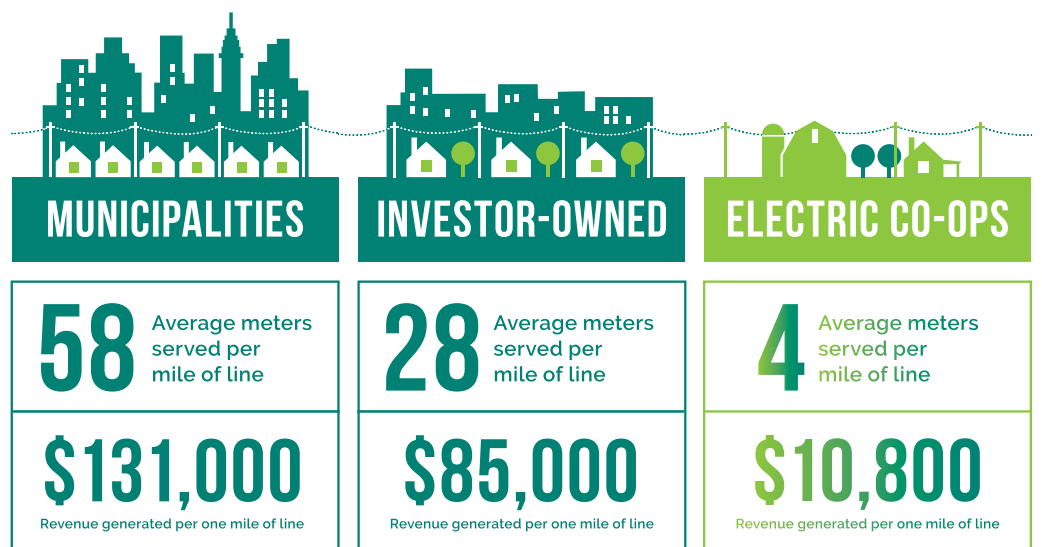 MUNICIPALITIES
58
Average meters
served per
mile of line
$131,000
Revenue generated per one mile of line
INVESTOR-OWNED
28
Average meters
served per
mile of line
$85,000
Revenue generated per one mile of line
ELECTRIC CO-OPS
4
Average meters
served per
mile of line
$10,800
Revenue generated per one mile of line